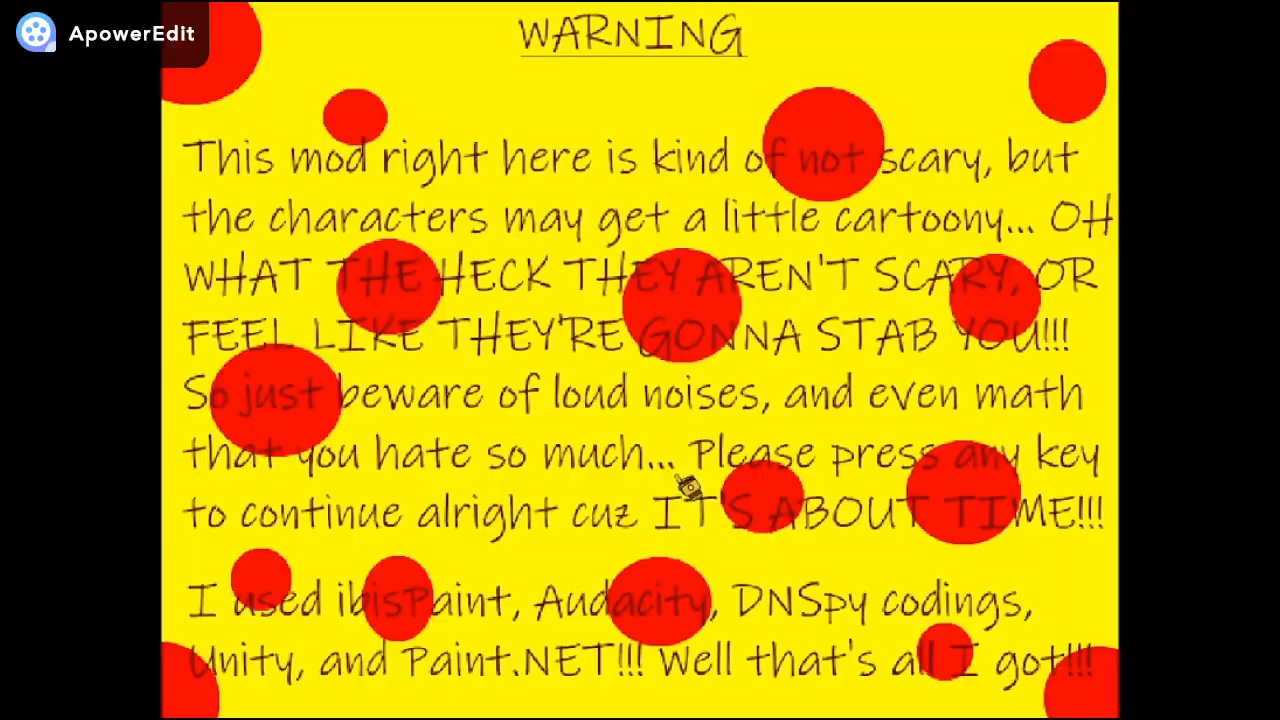 ApowerEdit
WARNING
This mod right here is kind of not scary, but
the characters may get a little cartoony... OH
WHAT THE HECK THEY AREN'T SCARY, OR
FEEL LIKE THEY'RE GONNA STAB YOU!!!
So just beware of loud noises, and even math
that you hate so much... Please press any key
to continue alright cuz IT'S ABOUT TIME!!!
I used ibisPaint, Audacity, DNSpy codings,
Unity, and Paint.NET!!! Well that's all I got!!!